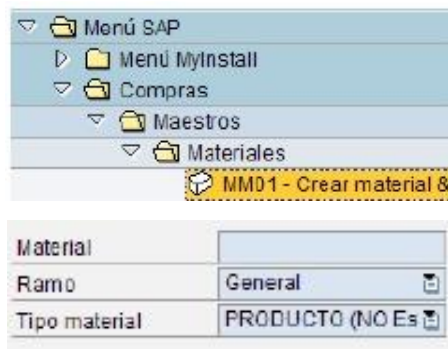 Menú SAP
Menú MyInstall
Compras
Maestros
Materiales
MM01 - Crear material &
Material
Ramo General
Tipo material PRODUCTO (NO Es